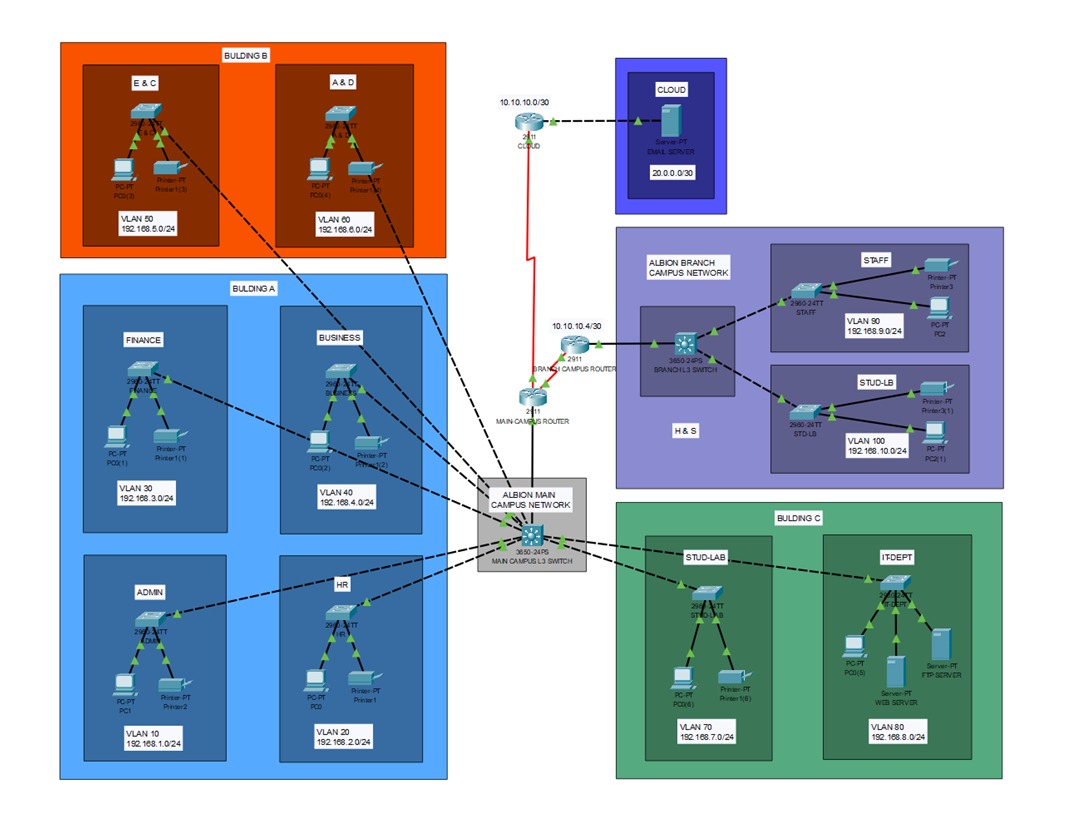 BULDING B
E & C
2960-24TT
E & C
PC-PT
PC0(3)
Printer-PT
Printer1(3)
VLAN 50
192.168.5.0/24
A & D
2960-24TT
A & D
PC-PT
PC0(4)
Printer-PT
VLAN 60
192.168.6.0/24
10.10.10.0/30
2911
CLOUD
CLOUD
Server-PT
EMAIL SERVER
20.0.0.0/30
BULDING A
FINANCE
2960-24TT
FINANCE
PC-PT
PC0(1)
Printer-PT
Printer1(1)
VLAN 30
192.168.3.0/24
BUSINESS
2960-24TT
BUSINESS
PC-PT
PC0(2)
Printer-PT
Printer1(2)
VLAN 40
192.168.4.0/24
ADMIN
2960-24TT
ADMIN
PC-PT
PC1
Printer-PT
Printer2
VLAN 10
192.168.1.0/24
HR
2960-24TT
HR
PC-PT
PC0
Printer-PT
Printer1
VLAN 20
192.168.2.0/24
10.10.10.4/30
2911
BRANCH CAMPUS ROUTER
2911
MAIN-CAMPUS ROUTER
ALBION MAIN
CAMPUS NETWORK
3650-24PS
MAIN CAMPUS L3 SWITCH
ALBION BRANCH
CAMPUS NETWORK
3650-24PS
BRANCH L3 SWITCH
H & S
STAFF
2960-24TT
STAFF
Printer-PT
Printer3
PC-PT
PC2
VLAN 90
192.168.9.0/24
STUD-LB
2960-24TT
STD-LB
Printer-PT
Printer3(1)
PC-PT
PC2(1)
VLAN 100
192.168.10.0/24
BULDING C
STUD-LAB
2960-24TT
STUD-LAB
PC-PT
PC0(6)
Printer-PT
Printer1(6)
VLAN 70
192.168.7.0/24
IT-DEPT
2960-24TT
IT-DEPT
PC-PT
PC0(5)
Server-PT
WEB SERVER
Server-PT
FTP SERVER
VLAN 80
192.168.8.0/24